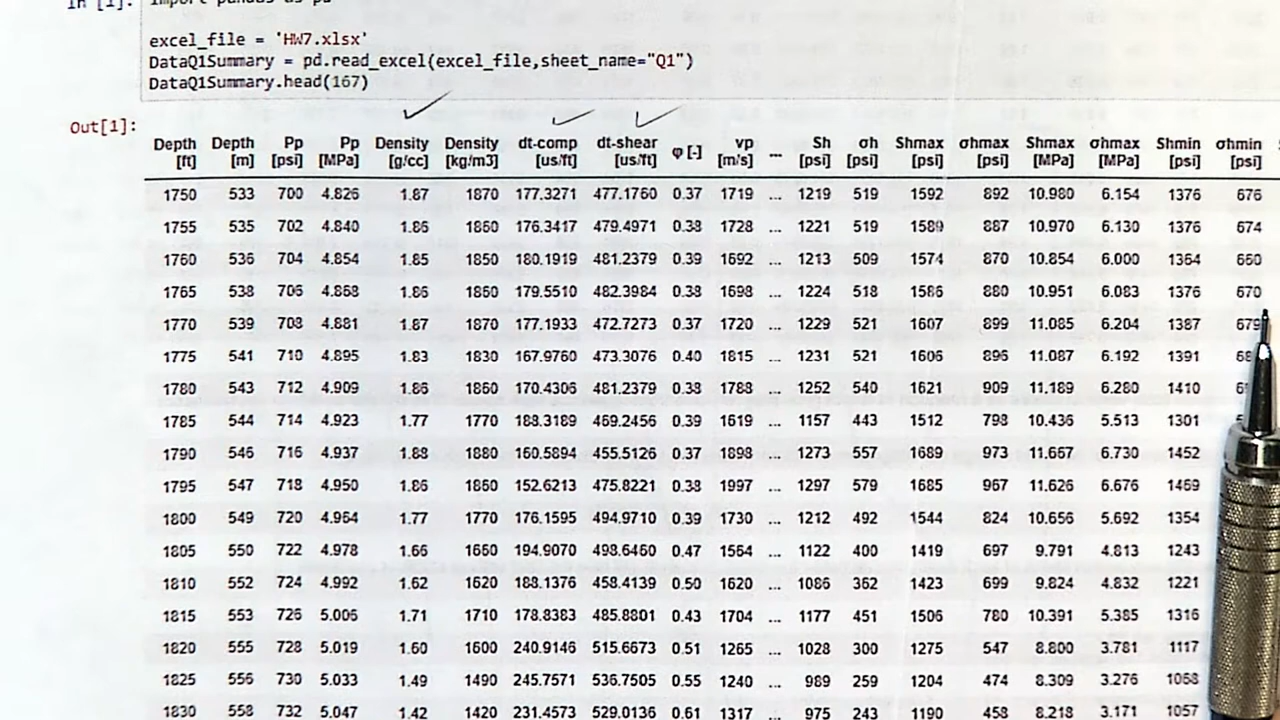 In [1]: import pandas as pd
excel_file = 'HW7.xlsx'
DataQ1Summary = pd.read_excel(excel_file,sheet_name="Q1")
DataQ1Summary.head(167)
Out[1]:
Depth Depth Pp Pp Density Density dt-comp dt-shear φ [-] vp ... Sh σh Shmax σhmax Shmax σhmax Shmin σhmin
[ft] [m] [psi] [MPa] [g/cc] [kg/m3] [us/ft] [us/ft] [m/s] [psi] [psi] [psi] [psi] [MPa] [MPa] [psi] [psi]
1750 533 700 4.826 1.87 1870 177.3271 477.1760 0.37 1719 ... 1219 519 1592 892 10.980 6.154 1376 676
1755 535 702 4.840 1.86 1860 176.3417 479.4971 0.38 1728 ... 1221 519 1589 887 10.970 6.130 1376 674
1760 536 704 4.854 1.85 1850 180.1919 481.2379 0.39 1692 ... 1213 509 1574 870 10.854 6.000 1364 660
1765 538 706 4.868 1.86 1860 179.5510 482.3984 0.38 1698 ... 1224 518 1586 880 10.951 6.083 1376 670
1770 539 708 4.881 1.87 1870 177.1933 472.7273 0.37 1720 ... 1229 521 1607 899 11.085 6.204 1387 679
1775 541 710 4.895 1.83 1830 167.9760 473.3076 0.40 1815 ... 1231 521 1606 896 11.087 6.192 1391
1780 543 712 4.909 1.86 1860 170.4306 481.2379 0.38 1788 ... 1252 540 1621 909 11.189 6.280 1410
1785 544 714 4.923 1.77 1770 188.3189 469.2456 0.39 1619 ... 1157 443 1512 798 10.436 5.513 1301
1790 546 716 4.937 1.88 1880 160.5894 455.5126 0.37 1898 ... 1273 557 1689 973 11.667 6.730 1452
1795 547 718 4.950 1.86 1860 152.6213 475.8221 0.38 1997 ... 1297 579 1685 967 11.626 6.676 1469
1800 549 720 4.964 1.77 1770 176.1595 494.9710 0.39 1730 ... 1212 492 1544 824 10.656 5.692 1354
1805 550 722 4.978 1.66 1660 194.9070 498.6460 0.47 1564 ... 1122 400 1419 697 9.791 4.813 1243
1810 552 724 4.992 1.62 1620 188.1376 458.4139 0.50 1620 ... 1086 362 1423 699 9.824 4.832 1221
1815 553 726 5.006 1.71 1710 178.8383 485.8801 0.43 1704 ... 1177 451 1506 780 10.391 5.385 1316
1820 555 728 5.019 1.60 1600 240.9146 515.6673 0.51 1265 ... 1028 300 1275 547 8.800 3.781 1117
1825 556 730 5.033 1.49 1490 245.7571 536.7505 0.55 1240 ... 989 259 1204 474 8.309 3.276 1068
1830 558 732 5.047 1.42 1420 231.4573 529.0136 0.61 1317 ... 975 243 1190 458 8.218 3.171 1057